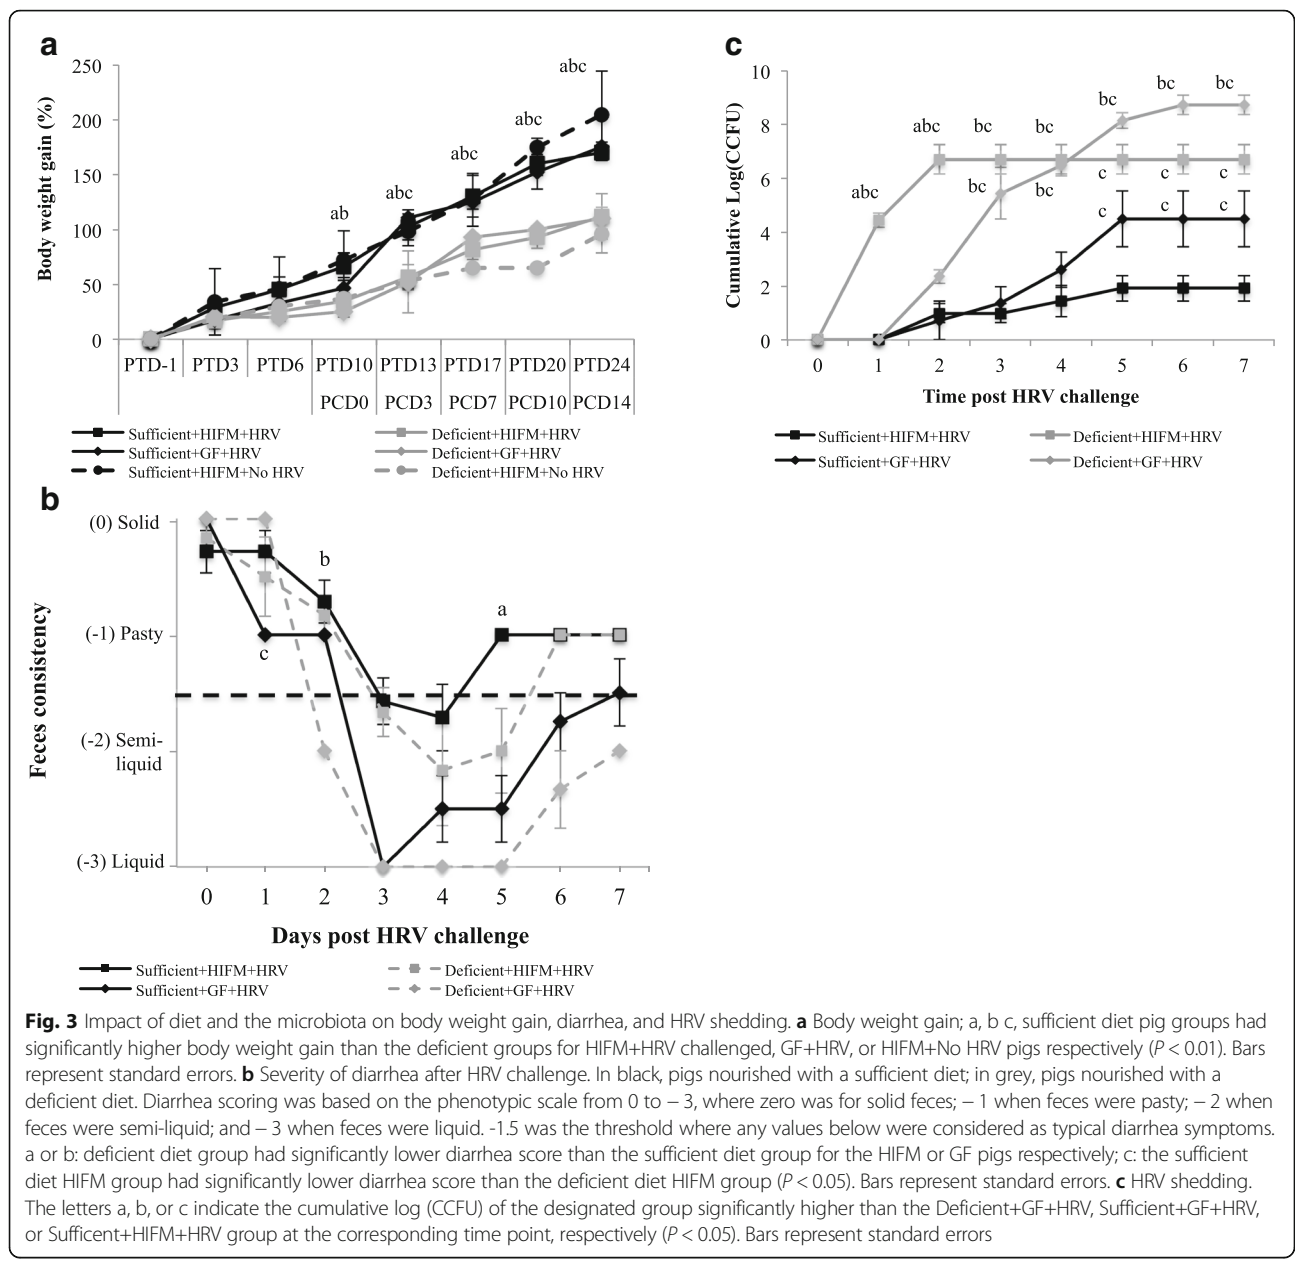 a
250
200
150
100
50
0
Body weight gain (%)
abc
abc
abc
abc
ab
PTD-1 PTD3 PTD6 PTD10 PTD13 PTD17 PTD20 PTD24
PCD0 PCD3 PCD7 PCD10 PCD14
Sufficient+HIFM+HRV Deficient+HIFM+HRV
Sufficient+GF+HRV Deficient+GF+HRV
Sufficient+HIFM+No HRV Deficient+HIFM+No HRV
c
10
8
6
4
2
0
Cumulative Log(CCFU)
bc bc
bc
abc bc bc
abc bc bc c c c
c c c
0 1 2 3 4 5 6 7
Time post HRV challenge
Sufficient+HIFM+HRV Deficient+HIFM+HRV
Sufficient+GF+HRV Deficient+GF+HRV
b
(0) Solid
(-1) Pasty
(-2) Semi-
liquid
(-3) Liquid
Feces consistency
b
a
c
0 1 2 3 4 5 6 7
Days post HRV challenge
Sufficient+HIFM+HRV Deficient+HIFM+HRV
Sufficient+GF+HRV Deficient+GF+HRV
Fig. 3 Impact of diet and the microbiota on body weight gain, diarrhea, and HRV shedding. a Body weight gain; a, b c, sufficient diet pig groups had
significantly higher body weight gain than the deficient groups for HIFM+HRV challenged, GF+HRV, or HIFM+No HRV pigs respectively (P < 0.01). Bars
represent standard errors. b Severity of diarrhea after HRV challenge. In black, pigs nourished with a sufficient diet; in grey, pigs nourished with a
deficient diet. Diarrhea scoring was based on the phenotypic scale from 0 to − 3, where zero was for solid feces; − 1 when feces were pasty; − 2 when
feces were semi-liquid; and − 3 when feces were liquid. -1.5 was the threshold where any values below were considered as typical diarrhea symptoms.
a or b: deficient diet group had significantly lower diarrhea score than the sufficient diet group for the HIFM or GF pigs respectively; c: the sufficient
diet HIFM group had significantly lower diarrhea score than the deficient diet HIFM group (P < 0.05). Bars represent standard errors. c HRV shedding.
The letters a, b, or c indicate the cumulative log (CCFU) of the designated group significantly higher than the Deficient+GF+HRV, Sufficient+GF+HRV,
or Sufficent+HIFM+HRV group at the corresponding time point, respectively (P < 0.05). Bars represent standard errors